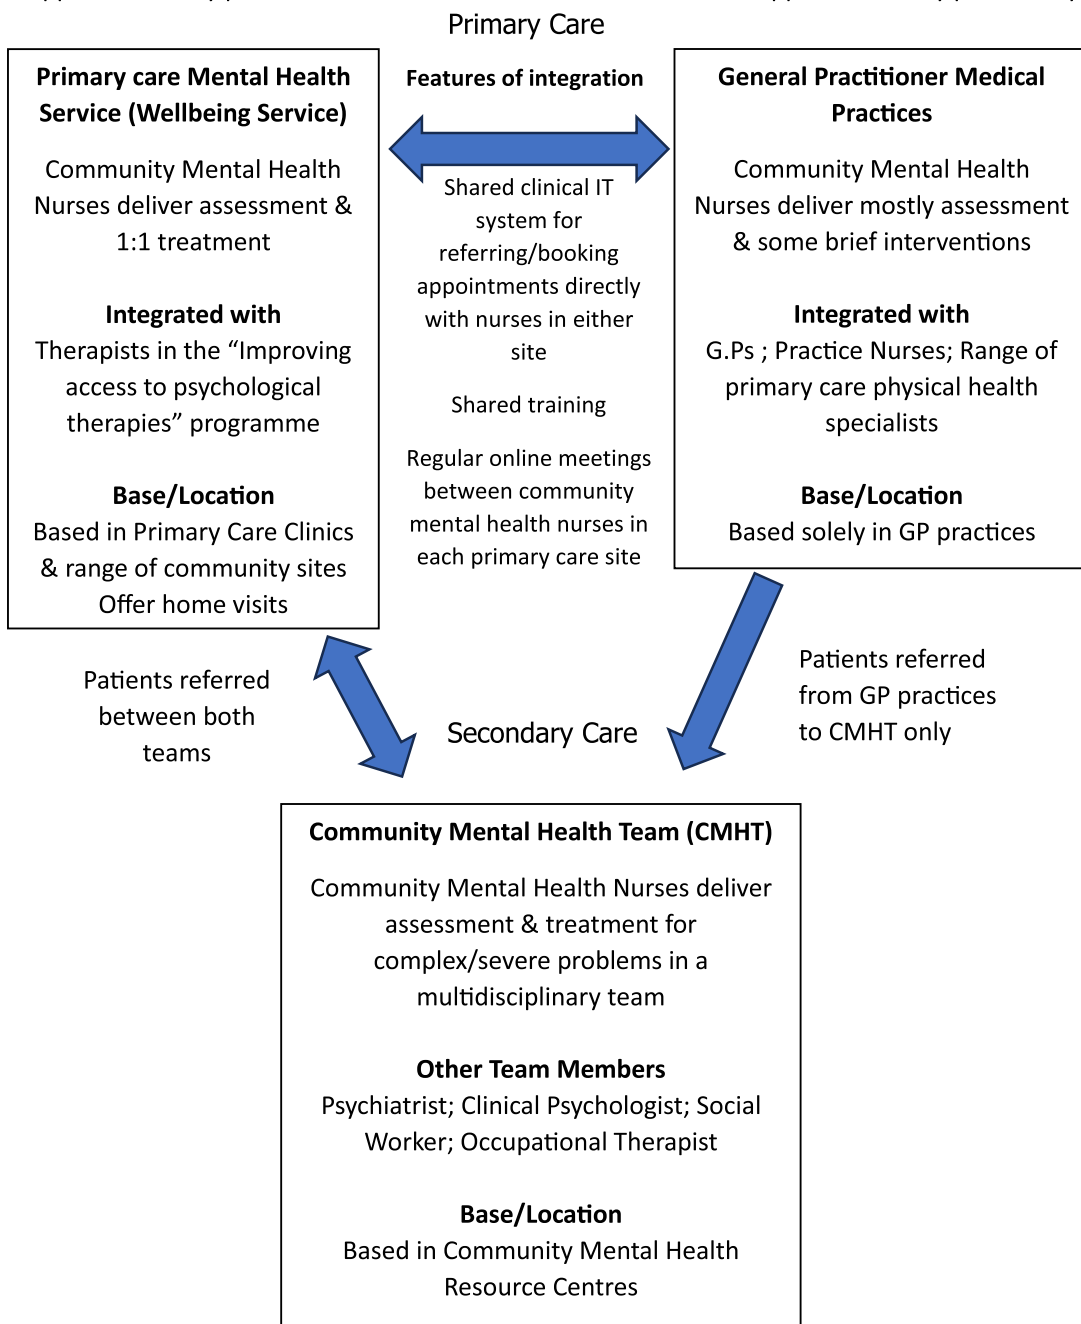 Primary Care
Primary care Mental Health
Service (Wellbeing Service)
Community Mental Health
Nurses deliver assessment &
1:1 treatment
Integrated with
Therapists in the “Improving
access to psychological
therapies” programme
Base/Location
Based in Primary Care Clinics
& range of community sites
Offer home visits
Features of integration
Shared clinical IT
system for
referring/booking
appointments directly
with nurses in either
site
Shared training
Regular online meetings
between community
mental health nurses in
each primary care site
General Practitioner Medical
Practices
Community Mental Health
Nurses deliver mostly assessment
& some brief interventions
Integrated with
G.Ps ; Practice Nurses; Range of
primary care physical health
specialists
Base/Location
Based solely in GP practices
Patients referred
between both
teams
Secondary Care
Patients referred
from GP practices
to CMHT only
Community Mental Health Team (CMHT)
Community Mental Health Nurses deliver
assessment & treatment for
complex/severe problems in a
multidisciplinary team
Other Team Members
Psychiatrist; Clinical Psychologist; Social
Worker; Occupational Therapist
Base/Location
Based in Community Mental Health
Resource Centres